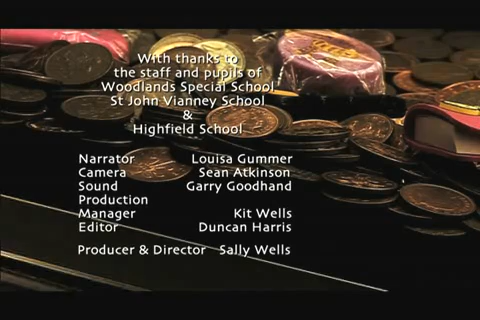 With thanks to
the staff and pupils of
Woodlands Special School
St John Vianney School
&
Highfield School
Narrator Louisa Gummer
Camera Sean Atkinson
Sound Garry Goodhand
Production
Manager Kit Wells
Editor Duncan Harris
Producer & Director Sally Wells